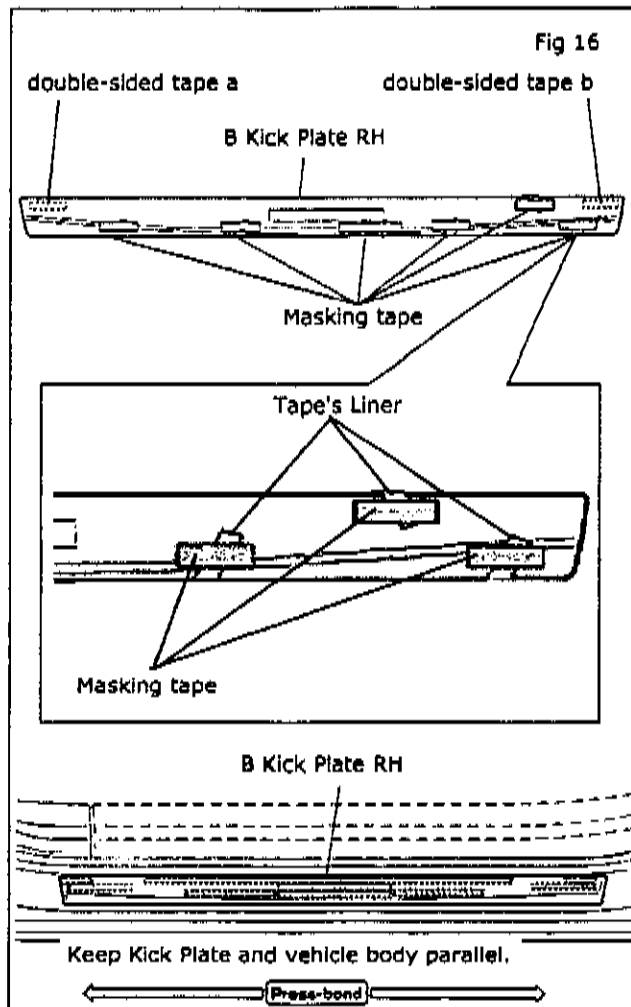 Fig 16
double-sided tape a
double-sided tape b
B Kick Plate RH
Masking tape
Tape's Liner
Masking tape
B Kick Plate RH
Keep Kick Plate and vehicle body parallel.
Press-bond